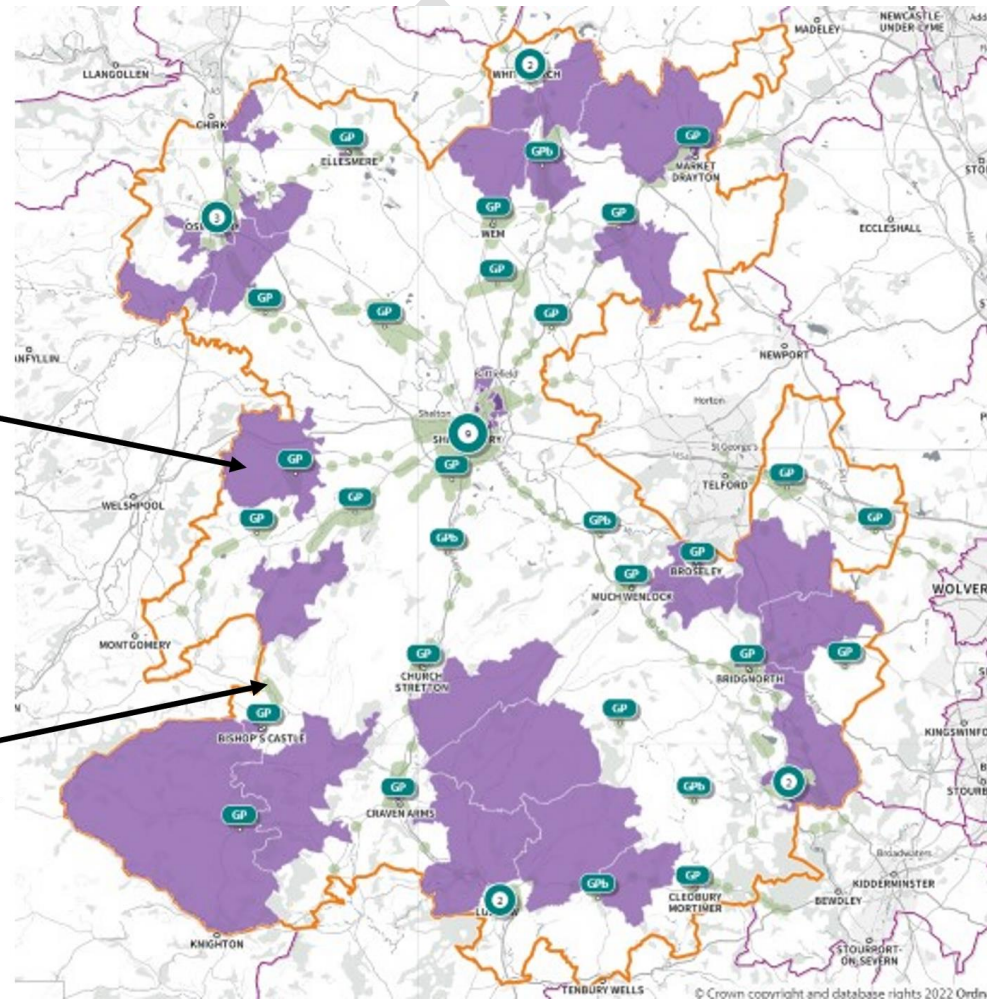 NEWCASTLE-
UNDER-LYME
MADELEY
LLANGOLLEN
2
CHIRK
GP
ELLESMERE
GPb
GP
MARKET
DRAYTON
3
GP
WEM
GP
ECCLESHALL
GP
GP
GP
GP
NEWPORT
Battlefield
Horton
Shelton
9
GP
St George's
TELFORD
GP
GP
WELSHPOOL
GP
GP
GPb
GP
GPb
GP
BROSELEY
GP
MUCH WENLOCK
WOLVER
MONTGOMERY
GP
CHURCH
STRETTON
GP
BRIDGNORTH
GP
GP
BISHOP'S CASTLE
GP
KINGSWINFO
GP
CRAVEN ARMS
GPb
2
STOURB
GP
Broadwaters
KIDDERMINSTER
BEWDLEY
2
GPb
GP
CLEOBURY
MORTIMER
KNIGHTON
STOURPORT-
ON-SEVERN
TENBURY WELLS
© Crown copyright and database rights 2022 Ordn